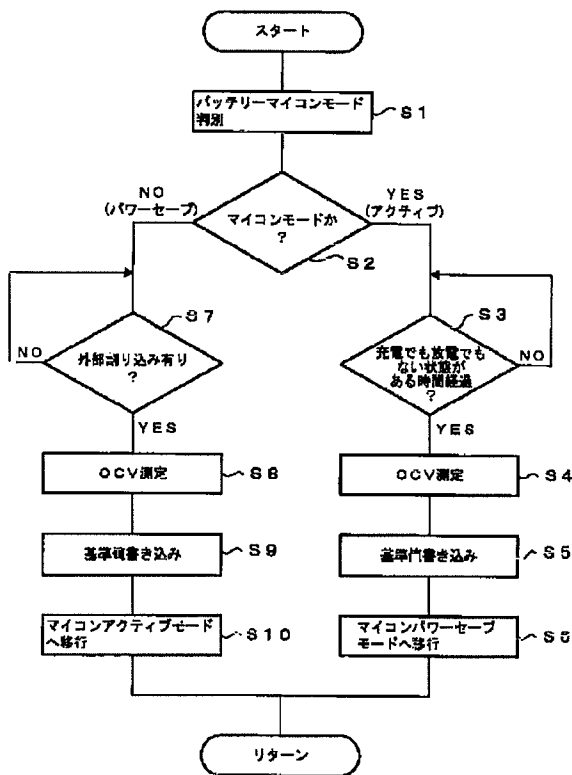 スタート
バッテリーマイコンモード
判別
S1
NO
(パワーセーブ)
YES
(アクティブ)
マイコンモードか
?
S2
S7
外部割り込み有り
?
NO
YES
S3
充電でも放電でも
ない状態が
ある時間経過
?
NO
YES
OCV測定
S8
OCV測定
S4
基準値書き込み
S9
基準値書き込み
S5
マイコンアクティブモード
へ移行
S10
マイコンパワーセーブ
モードへ移行
S6
リターン